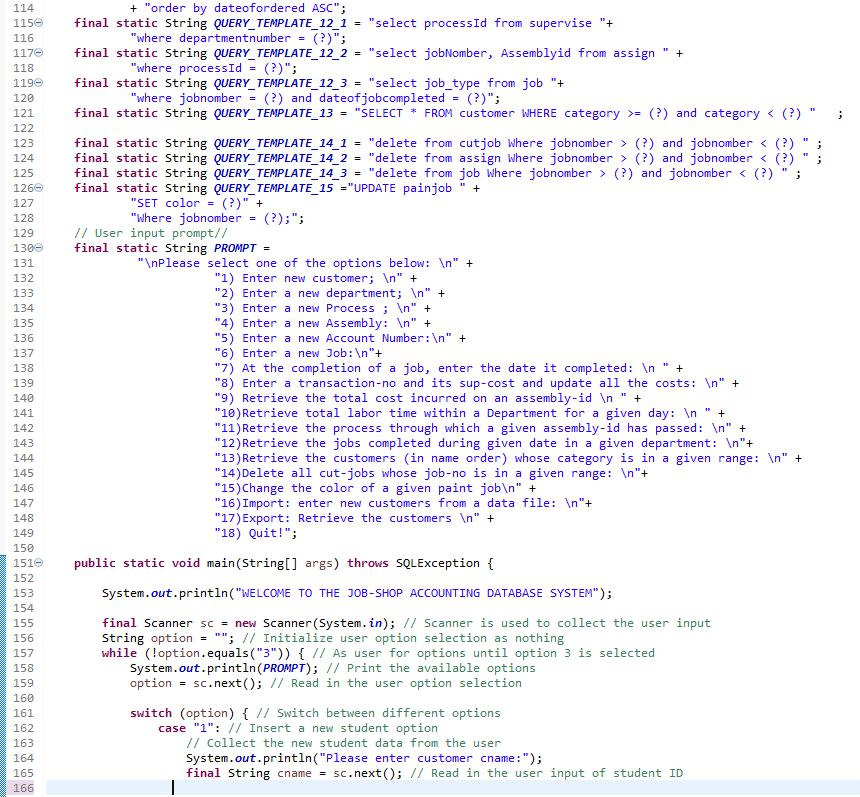 114 + "order by dateofordered ASC";
115 final static String QUERY_TEMPLATE_12_1 = "select processId from supervise "+
116 "where departmentnumber = (?)";
117 final static String QUERY_TEMPLATE_12_2 = "select jobNomber, Assemblyid from assign " +
118 "where processId = (?)";
119 final static String QUERY_TEMPLATE_12_3 = "select job_type from job "+
120 "where jobnomber = (?) and dateofjobcompleted = (?)";
121 final static String QUERY_TEMPLATE_13 = "SELECT * FROM customer WHERE category >= (?) and category < (?) " ;
122
123 final static String QUERY_TEMPLATE_14_1 = "delete from cutjob Where jobnomber > (?) and jobnomber < (?) " ;
124 final static String QUERY_TEMPLATE_14_2 = "delete from assign Where jobnomber > (?) and jobnomber < (?) " ;
125 final static String QUERY_TEMPLATE_14_3 = "delete from job Where jobnomber > (?) and jobnomber < (?) " ;
126 final static String QUERY_TEMPLATE_15 ="UPDATE painjob " +
127 "SET color = (?)" +
128 "Where jobnomber = (?);";
129 // User input prompt//
130 final static String PROMPT =
131 "\nPlease select one of the options below: \n" +
132 "1) Enter new customer; \n" +
133 "2) Enter a new department; \n" +
134 "3) Enter a new Process ; \n" +
135 "4) Enter a new Assembly: \n" +
136 "5) Enter a new Account Number:\n" +
137 "6) Enter a new Job:\n"+
138 "7) At the completion of a job, enter the date it completed: \n " +
139 "8) Enter a transaction-no and its sup-cost and update all the costs: \n" +
140 "9) Retrieve the total cost incurred on an assembly-id \n " +
141 "10)Retrieve total labor time within a Department for a given day: \n " +
142 "11)Retrieve the process through which a given assembly-id has passed: \n" +
143 "12)Retrieve the jobs completed during given date in a given department: \n"+
144 "13)Retrieve the customers (in name order) whose category is in a given range: \n" +
145 "14)Delete all cut-jobs whose job-no is in a given range: \n"+
146 "15)Change the color of a given paint job\n" +
147 "16)Import: enter new customers from a data file: \n"+
148 "17)Export: Retrieve the customers \n" +
149 "18) Quit!";
150
151 public static void main(String[] args) throws SQLException {
152
153 System.out.println("WELCOME TO THE JOB-SHOP ACCOUNTING DATABASE SYSTEM");
154
155 final Scanner sc = new Scanner(System.in); // Scanner is used to collect the user input
156 String option = ""; // Initialize user option selection as nothing
157 while (!option.equals("3")) { // As user for options until option 3 is selected
158 System.out.println(PROMPT); // Print the available options
159 option = sc.next(); // Read in the user option selection
160
161 switch (option) { // Switch between different options
162 case "1": // Insert a new student option
163 // Collect the new student data from the user
164 System.out.println("Please enter customer cname:");
165 final String cname = sc.next(); // Read in the user input of student ID
166